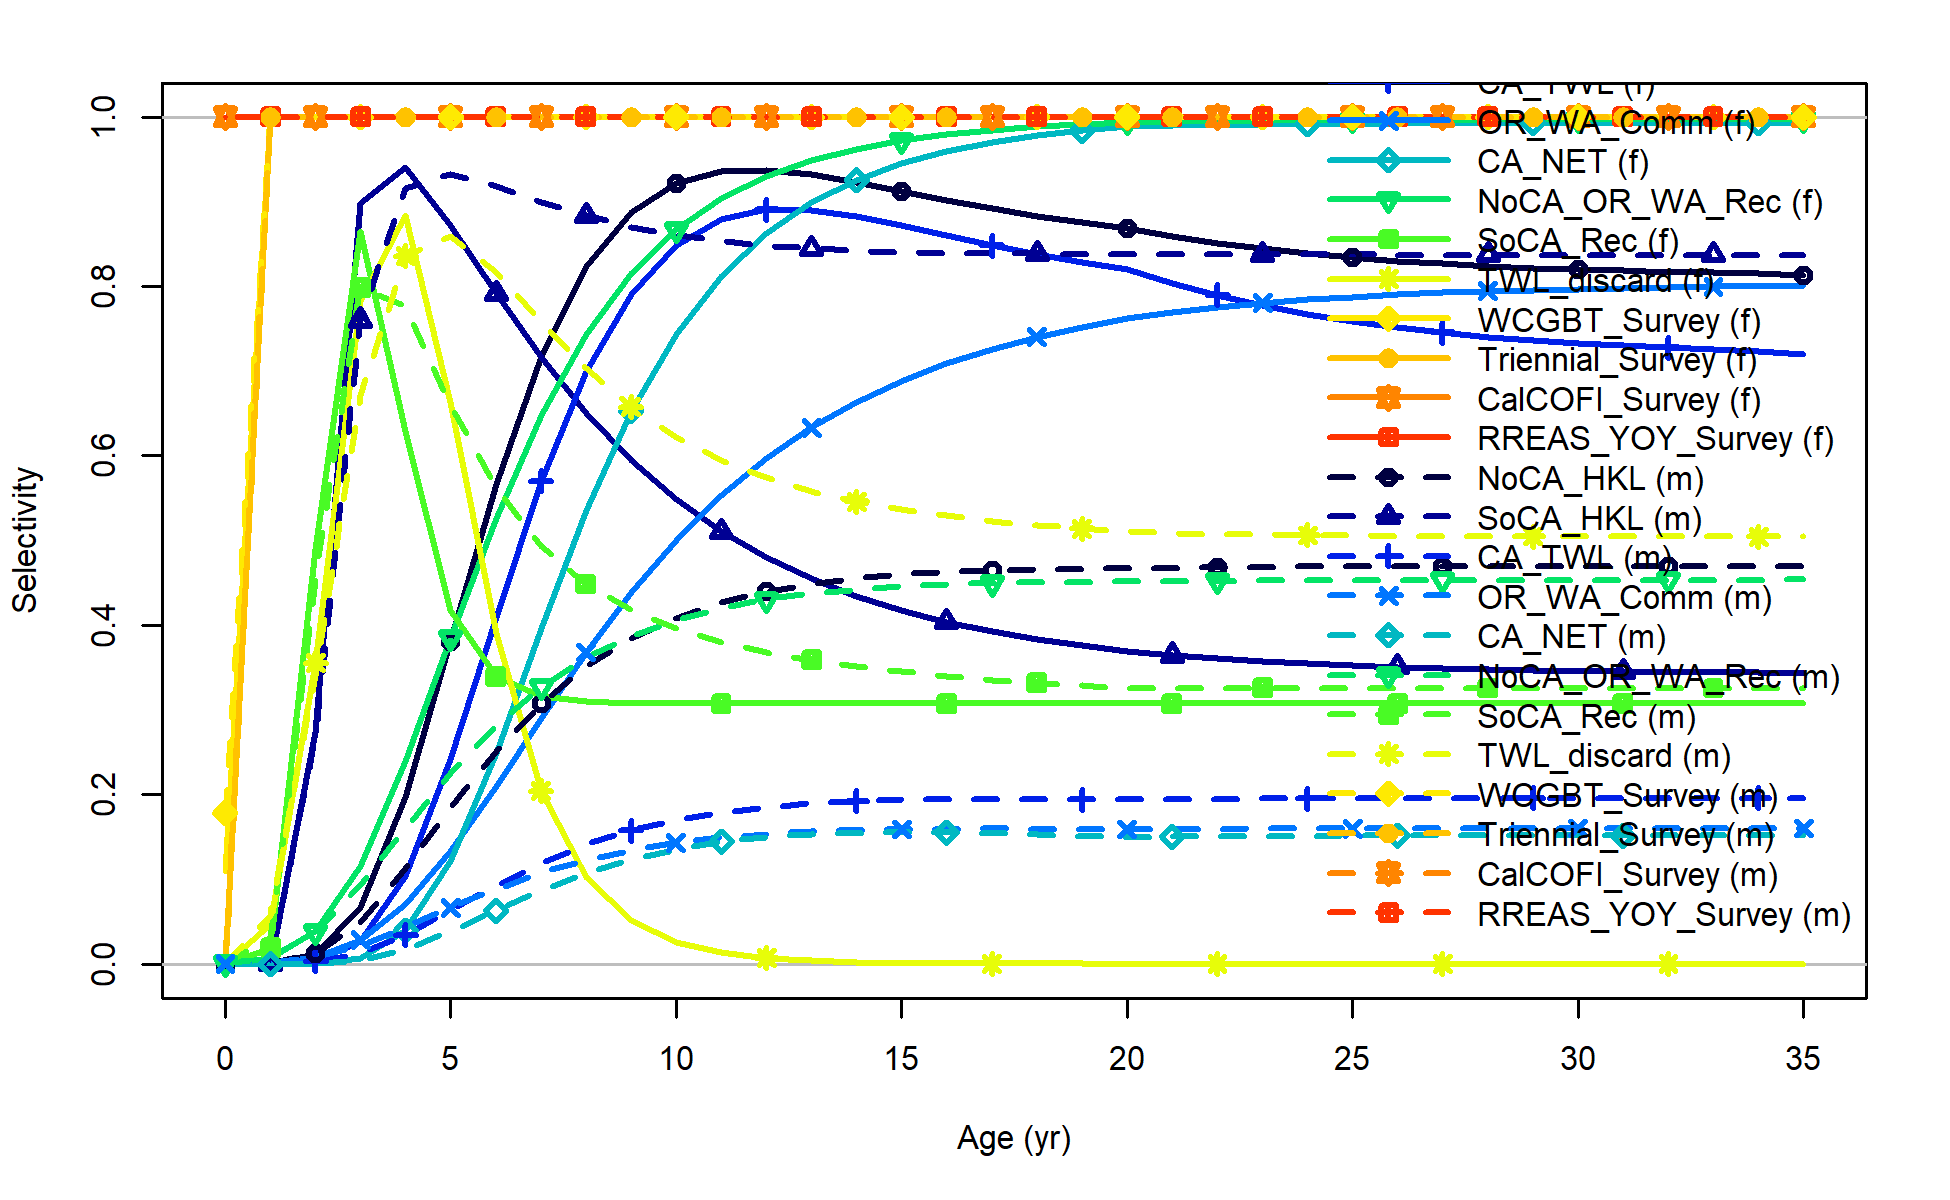 CA_TWL (f)
OR_WA_Comm (f)
CA_NET (f)
NoCA_OR_WA_Rec (f)
SoCA_Rec (f)
TWL_discard (f)
WCGBT_Survey (f)
Triennial_Survey (f)
CalCOFI_Survey (f)
RREAS_YOY_Survey (f)
NoCA_HKL (m)
SoCA_HKL (m)
CA_TWL (m)
OR_WA_Comm (m)
CA_NET (m)
NoCA_OR_WA_Rec (m)
SoCA_Rec (m)
TWL_discard (m)
WCGBT_Survey (m)
Triennial_Survey (m)
CalCOFI_Survey (m)
RREAS_YOY_Survey (m)
1.0
0.8
0.6
0.4
0.2
0.0
Selectivity
0 5 10 15 20 25 30 35
Age (yr)